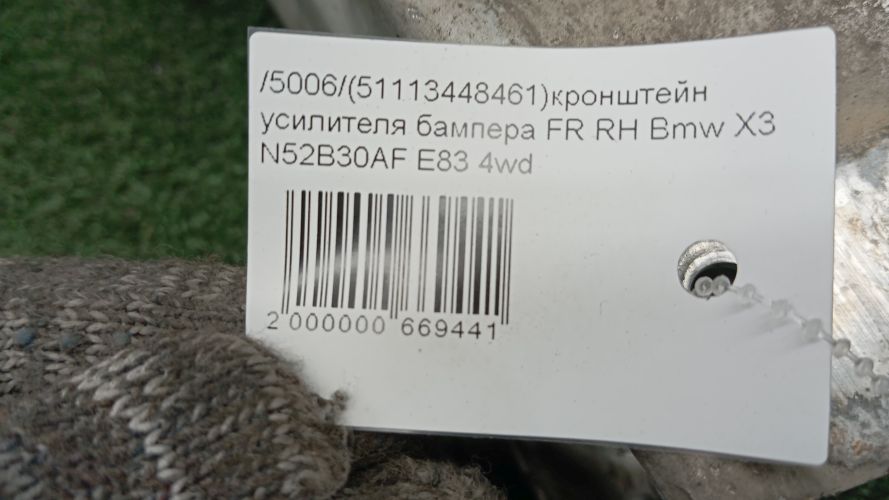 /5006/(51113448461)кронштейн
усилителя бампера FR RH Bmw X3
N52B30AF E83 4wd
2 000000 669441